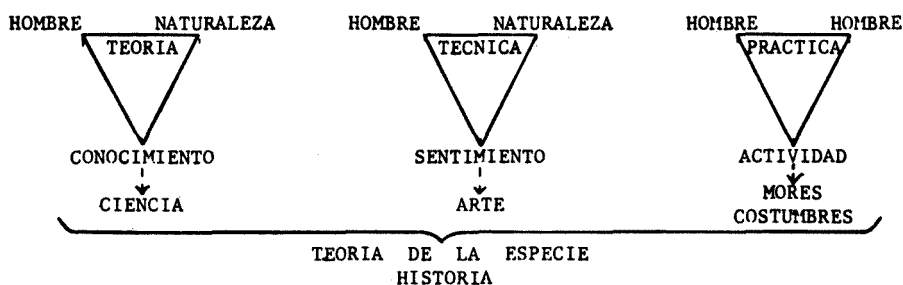 HOMBRE NATURALEZA HOMBRE NATURALEZA HOMBRE HOMBRE
TEORIA TECNICA PRACTICA
CONOCIMIENTO SENTIMIENTO ACTIVIDAD
CIENCIA ARTE MORES
COSTUMBRES
TEORIA DE LA ESPECIE
HISTORIA